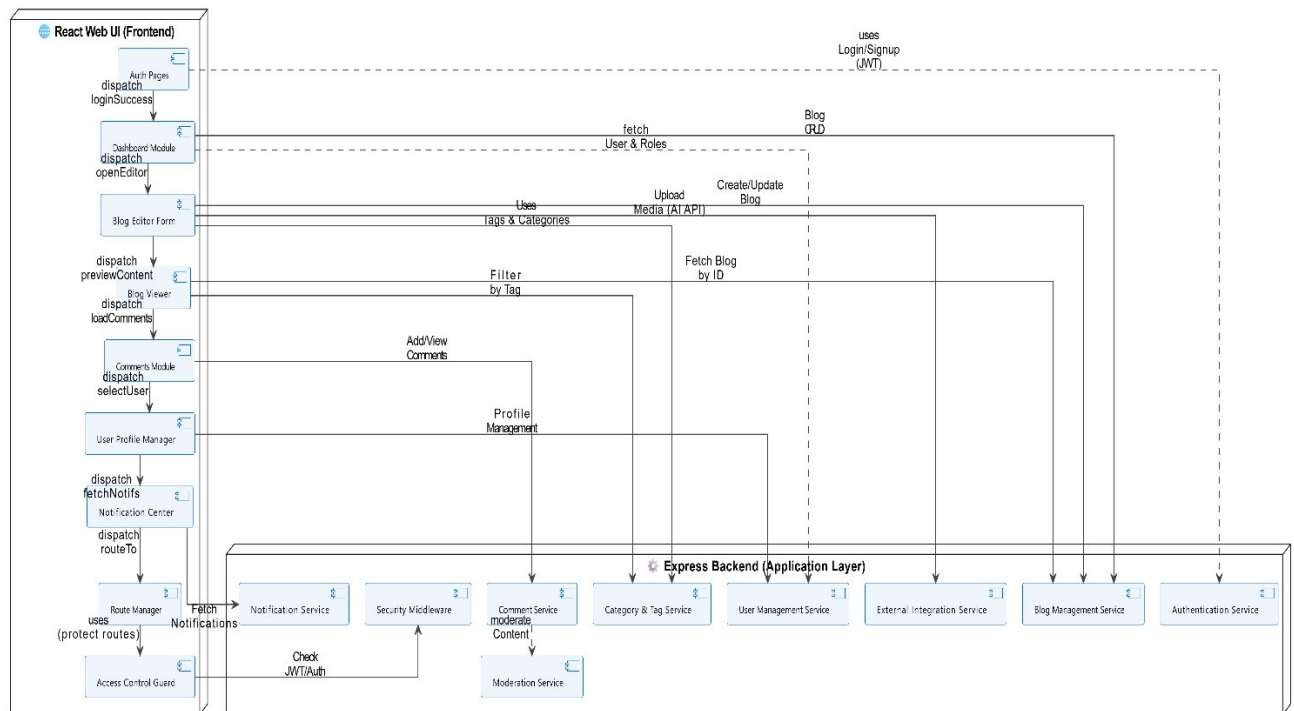 React Web UI (Frontend)
uses
Login/Signup
(JWT)
Auth Pages
dispatch
loginSuccess
Blog
CRUD
fetch
User & Roles
Dashboard Module
dispatch
openEditor
Create/Update
Blog
Upload
Media (AI API)
Uses
Tags & Categories
Blog Editor Form
dispatch
previewContent
Fetch Blog
by ID
Filter
by Tag
Blog Viewer
dispatch
loadComments
Add/View
Comments
Comments Module
dispatch
selectUser
Profile
Management
User Profile Manager
dispatch
fetchNotifs
Notification Center
dispatch
routeTo
Express Backend (Application Layer)
Route Manager
Fetch
Notifications
Notification Service
Security Middleware
Comment Service
Category & Tag Service
User Management Service
External Integration Service
Blog Management Service
Authentication Service
uses
(protect routes)
moderate
Content
Check
JWT/Auth
Access Control Guard
Moderation Service